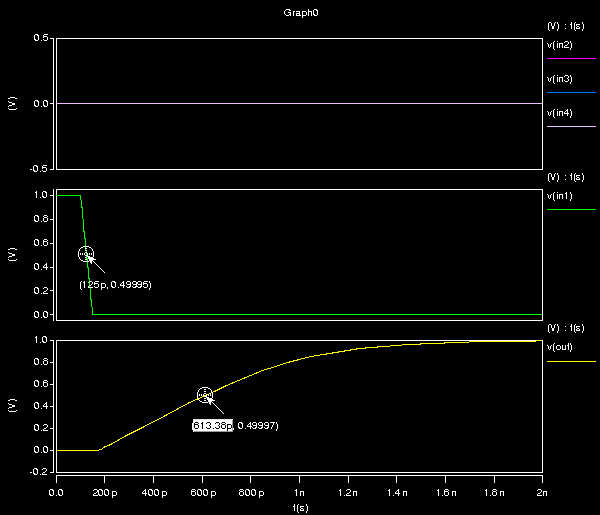 Graph0
(V) : t(s)
v(in2)
v(in3)
v(in4)
0.5
0.0
-0.5
(V)
(V) : t(s)
v(in1)
1.0
0.8
0.6
0.4
0.2
0.0
(V)
(125p, 0.49995)
(V) : t(s)
v(out)
1.0
0.8
0.6
0.4
0.2
0.0
-0.2
(V)
(613.36p, 0.49997)
0.0 200p 400p 600p 800p 1n 1.2n 1.4n 1.6n 1.8n 2n
t(s)